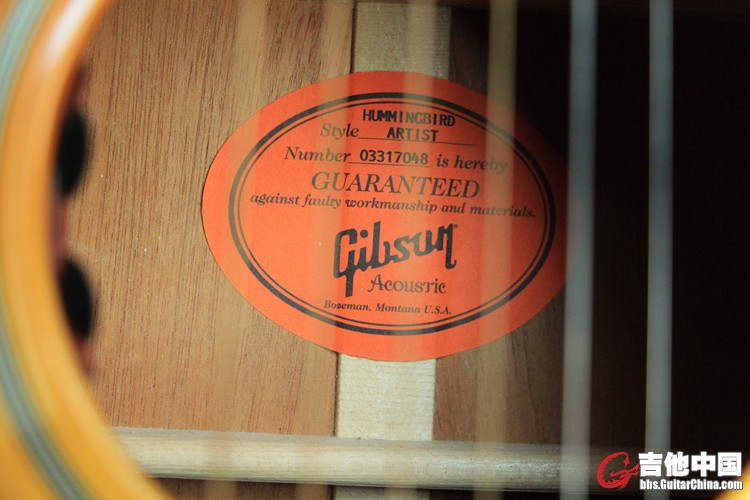 HUMMINGBIRD
Style ARTIST
Number 03317048 is hereby
GUARANTEED
against faulty workmanship and materials.
Gibson
Acoustic
Bozeman, Montana U.S.A.
吉他中国
bbs.GuitarChina.com